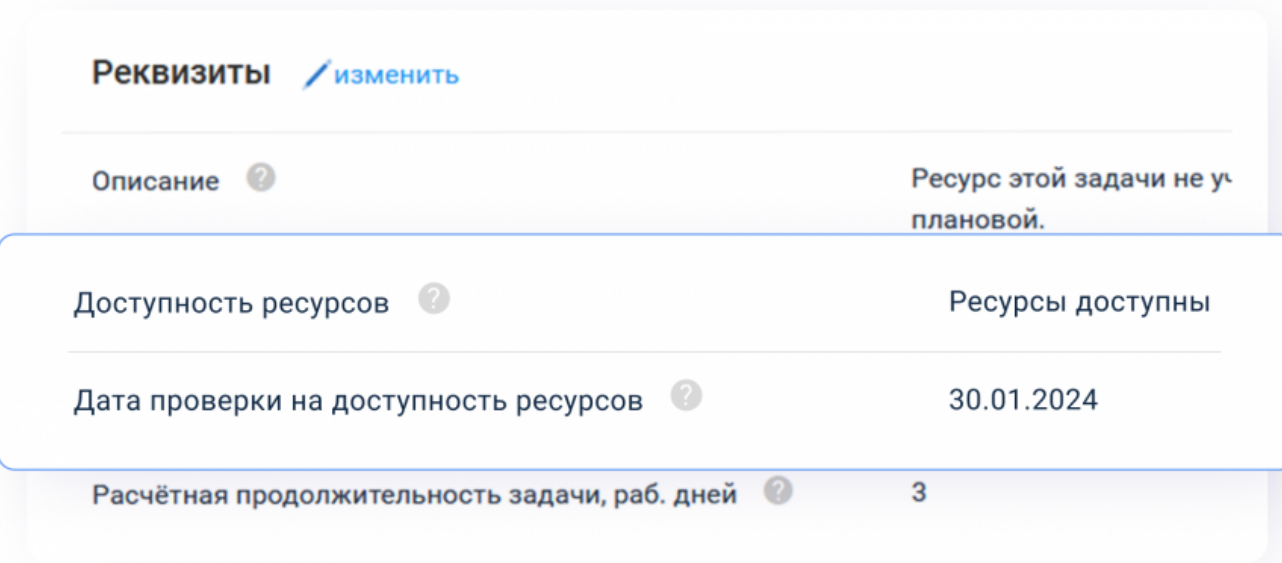 Реквизиты изменить
Описание ? Ресурс этой задачи не
плановой.
Доступность ресурсов ? Ресурсы доступны
Дата проверки на доступность ресурсов ? 30.01.2024
Расчётная продолжительность задачи, раб. дней ? 3